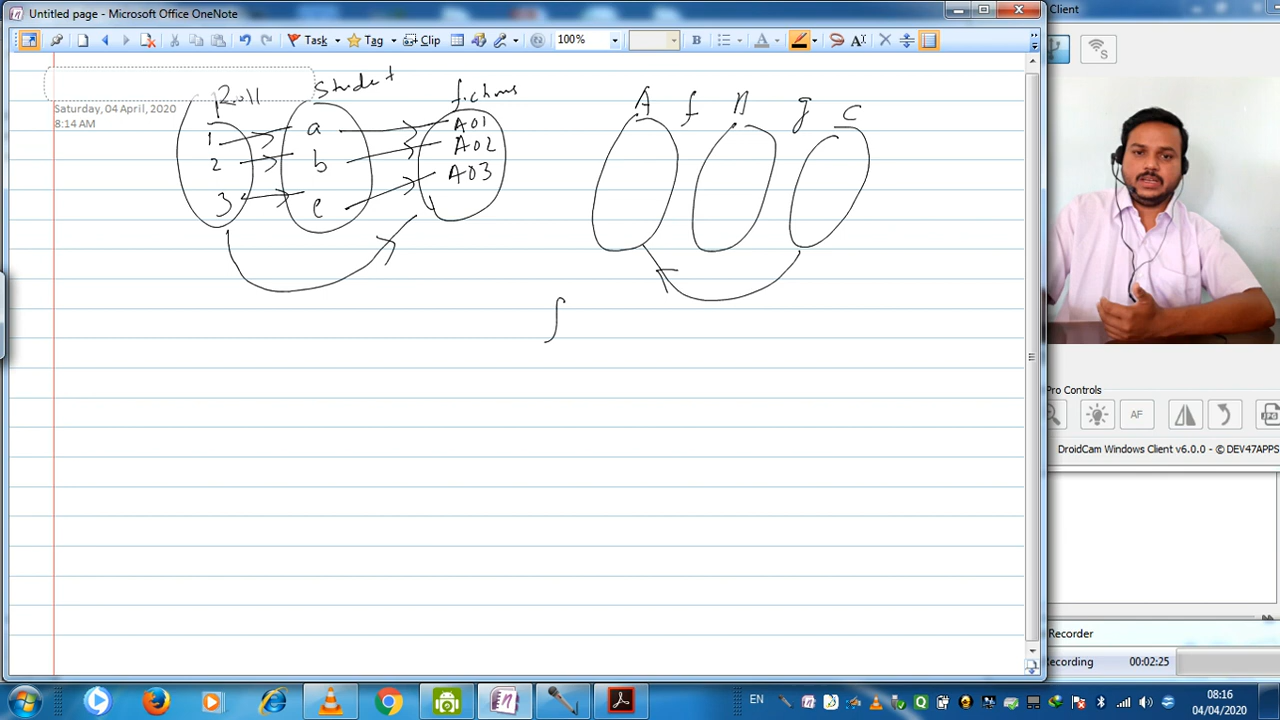 Untitled page - Microsoft Office OneNote
Task
Tag
Clip
100%
B
A
Client
S
Saturday, 04 April, 2020
8:14 AM
Roll
Student
1
2
3
a
b
c
A01
A02
A03
A f B g C
Pro Controls
AF
JPG
DroidCam Windows Client v6.0.0 - © DEV47APPS
Recorder
ecording
00:02:25
EN
08:16
04/04/2020